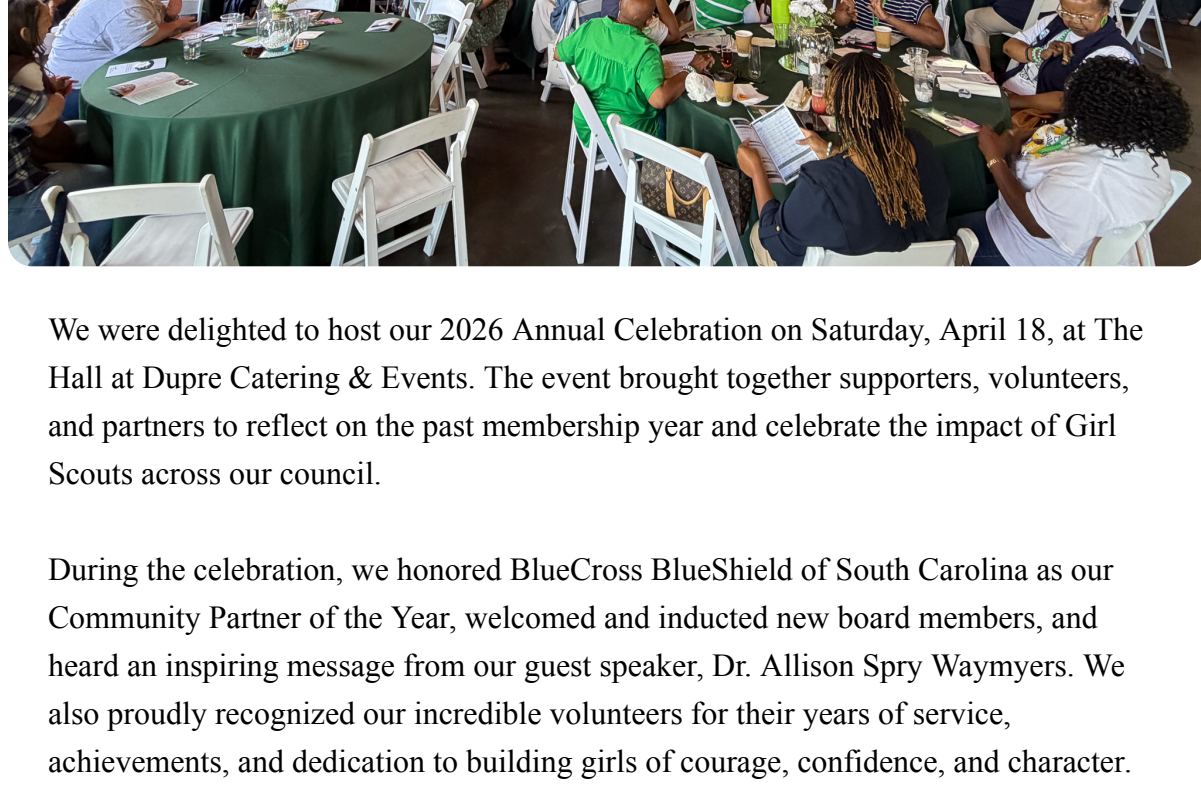 We were delighted to host our 2026 Annual Celebration on Saturday, April 18, at The
Hall at Dupre Catering & Events. The event brought together supporters, volunteers,
and partners to reflect on the past membership year and celebrate the impact of Girl
Scouts across our council.
During the celebration, we honored BlueCross BlueShield of South Carolina as our
Community Partner of the Year, welcomed and inducted new board members, and
heard an inspiring message from our guest speaker, Dr. Allison Spry Waymyers. We
also proudly recognized our incredible volunteers for their years of service,
achievements, and dedication to building girls of courage, confidence, and character.